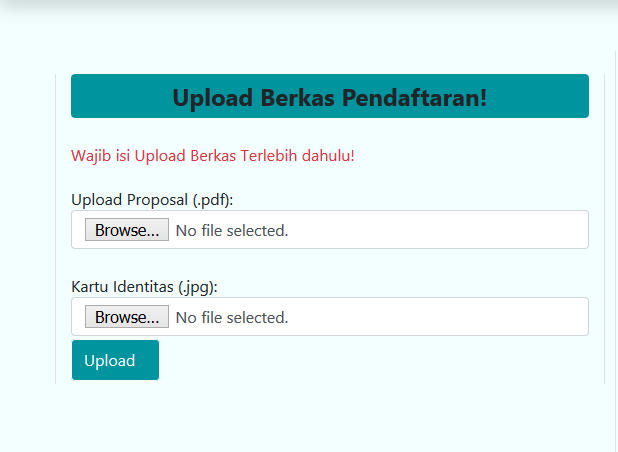 Upload Berkas Pendaftaran!
Wajib isi Upload Berkas Terlebih dahulu!
Upload Proposal (.pdf):
Browse... No file selected.
Kartu Identitas (.jpg):
Browse... No file selected.
Upload